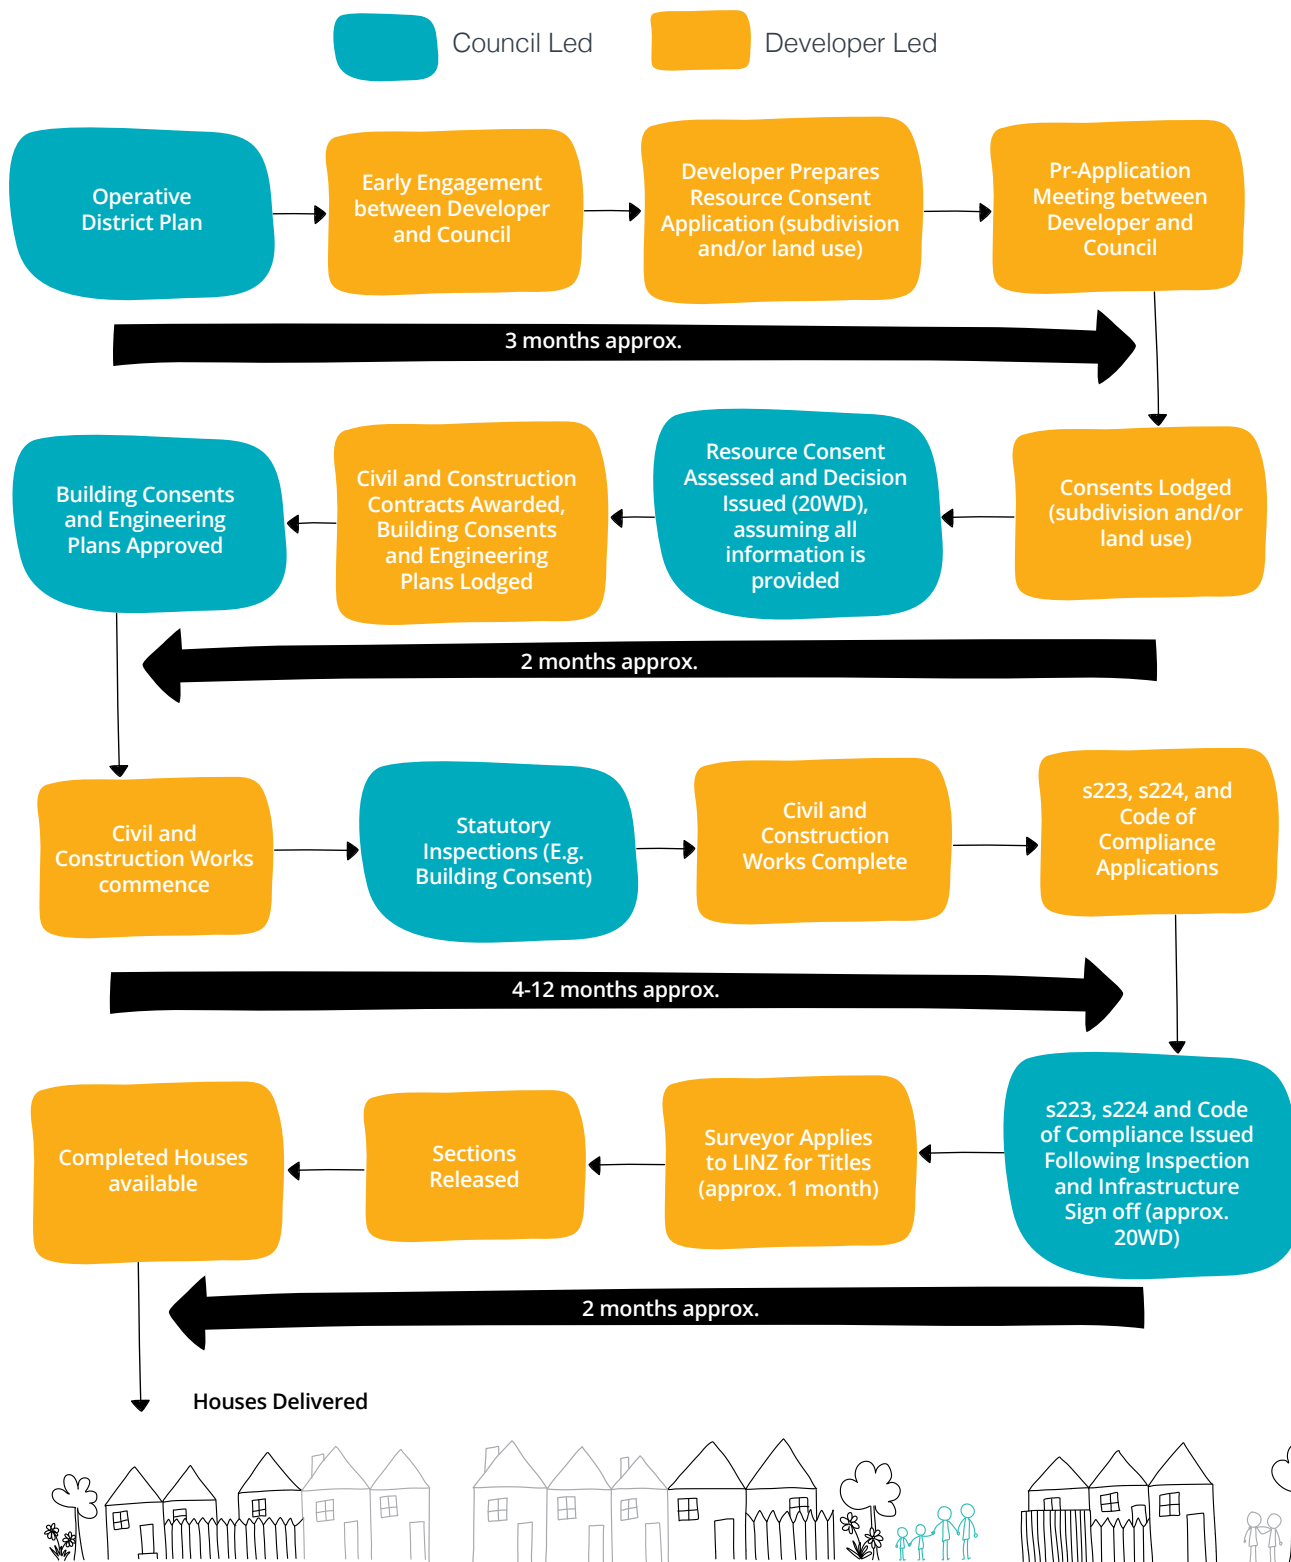 Council Led
Developer Led
Operative
District Plan
Early Engagement
between Developer
and Council
Developer Prepares
Resource Consent
Application (subdivision
and/or land use)
Pr-Application
Meeting between
Developer and
Council
3 months approx.
Consents Lodged
(subdivision and/or
land use)
Resource Consent
Assessed and Decision
Issued (20WD),
assuming all
information is
provided
Civil and Construction
Contracts Awarded,
Building Consents
and Engineering
Plans Lodged
Building Consents
and Engineering
Plans Approved
2 months approx.
Civil and
Construction Works
commence
Statutory
Inspections (E.g.
Building Consent)
Civil and
Construction
Works Complete
s223, s224, and
Code of
Compliance
Applications
4-12 months approx.
s223, s224 and Code
of Compliance Issued
Following Inspection
and Infrastructure
Sign off (approx.
20WD)
Surveyor Applies
to LINZ for Titles
(approx. 1 month)
Sections
Released
Completed Houses
available
2 months approx.
Houses Delivered